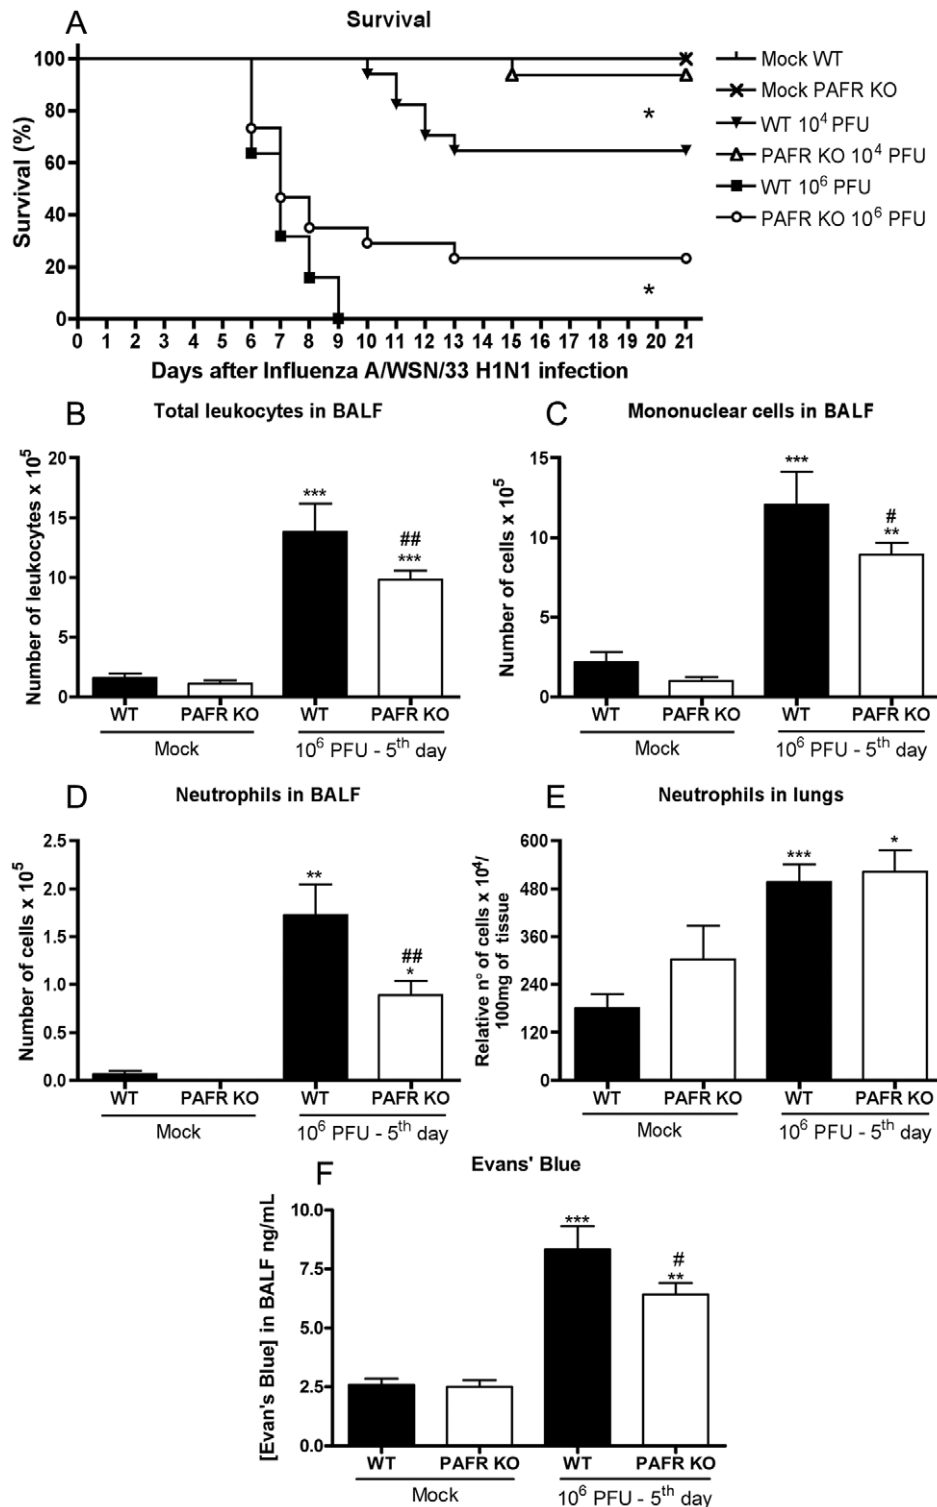 A
Survival
Survival (%)
100
80
60
40
20
0
0 1 2 3 4 5 6 7 8 9 10 11 12 13 14 15 16 17 18 19 20 21
Days after Influenza A/WSN/33 H1N1 infection
*
*
Mock WT
Mock PAFR KO
WT 10⁴ PFU
PAFR KO 10⁴ PFU
WT 10⁶ PFU
PAFR KO 10⁶ PFU
B
Total leukocytes in BALF
Number of leukocytes x 10⁵
20
15
10
5
0
***
##
***
WT PAFR KO WT PAFR KO
Mock 10⁶ PFU - 5ᵗʰ day
C
Mononuclear cells in BALF
Number of cells x 10⁵
15
10
5
0
***
#
**
WT PAFR KO WT PAFR KO
Mock 10⁶ PFU - 5ᵗʰ day
D
Neutrophils in BALF
Number of cells x 10⁵
2.5
2.0
1.5
1.0
0.5
0.0
**
##
*
WT PAFR KO WT PAFR KO
Mock 10⁶ PFU - 5ᵗʰ day
E
Neutrophils in lungs
Relative n° of cells x 10⁴/
100mg of tissue
600
480
360
240
120
0
***
*
WT PAFR KO WT PAFR KO
Mock 10⁶ PFU - 5ᵗʰ day
F
Evans' Blue
[Evan's Blue] in BALF ng/mL
10.0
7.5
5.0
2.5
0.0
***
#
**
WT PAFR KO WT PAFR KO
Mock 10⁶ PFU - 5ᵗʰ day